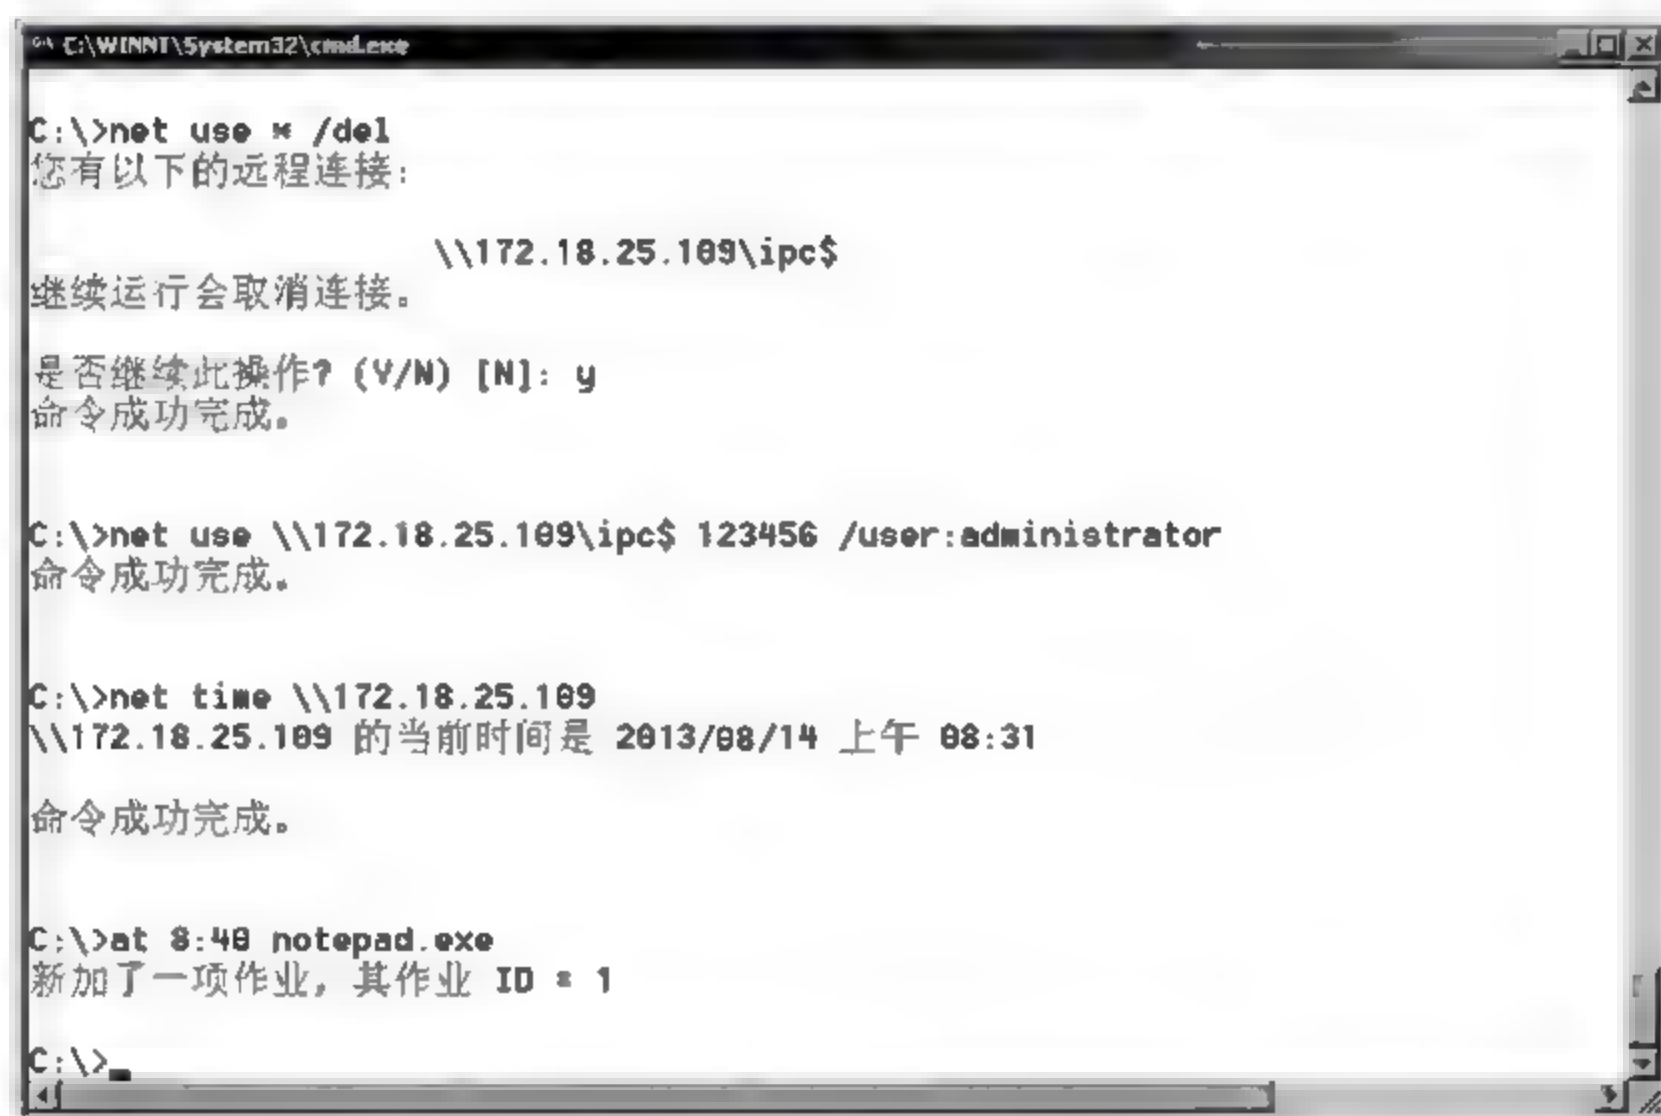 C:\WINNT\System32\cmd.exe
C:\>net use * /del
您有以下的远程连接:
\\172.18.25.109\ipc$
继续运行会取消连接。
是否继续此操作? (Y/N) [N]: y
命令成功完成。
C:\>net use \\172.18.25.109\ipc$ 123456 /user:administrator
命令成功完成。
C:\>net time \\172.18.25.109
\\172.18.25.109 的当前时间是 2013/08/14 上午 08:31
命令成功完成。
C:\>at 8:40 notepad.exe
新加了一项作业, 其作业 ID = 1
C:\>_